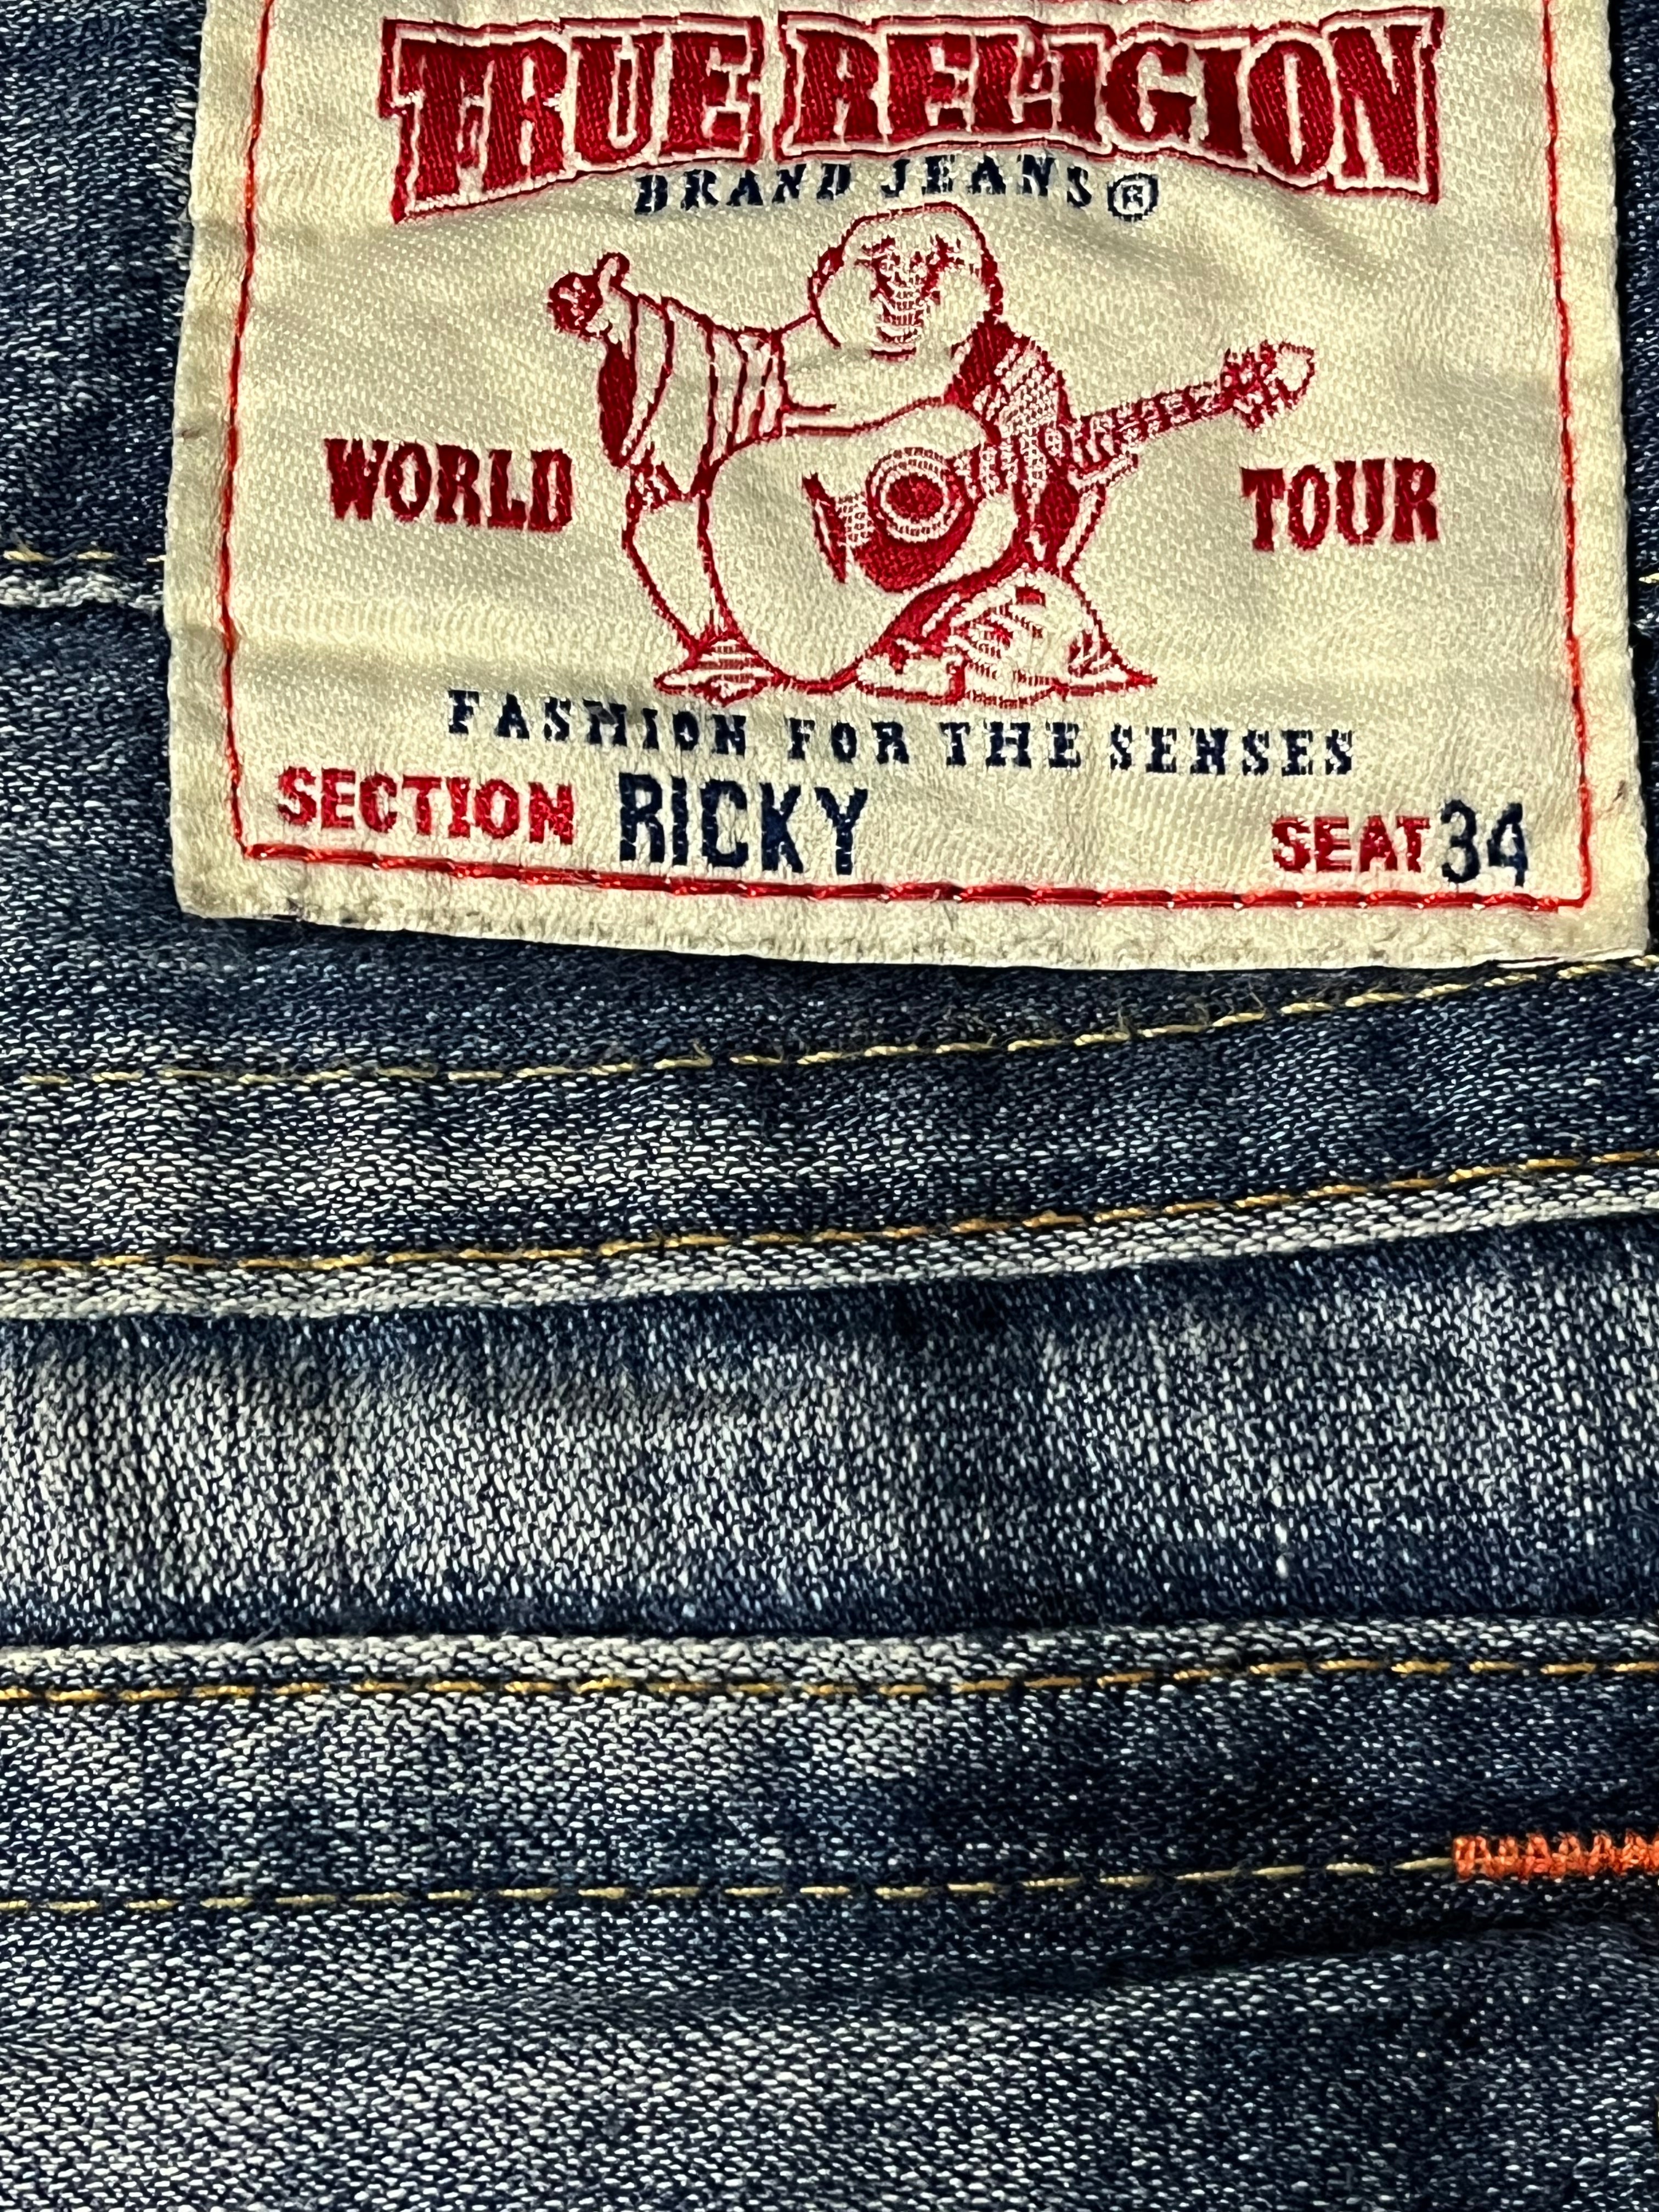 TRUE RELIGION
BRAND JEANS®
WORLD TOUR
FASHION FOR THE SENSES
SECTION RICKY SEAT 34